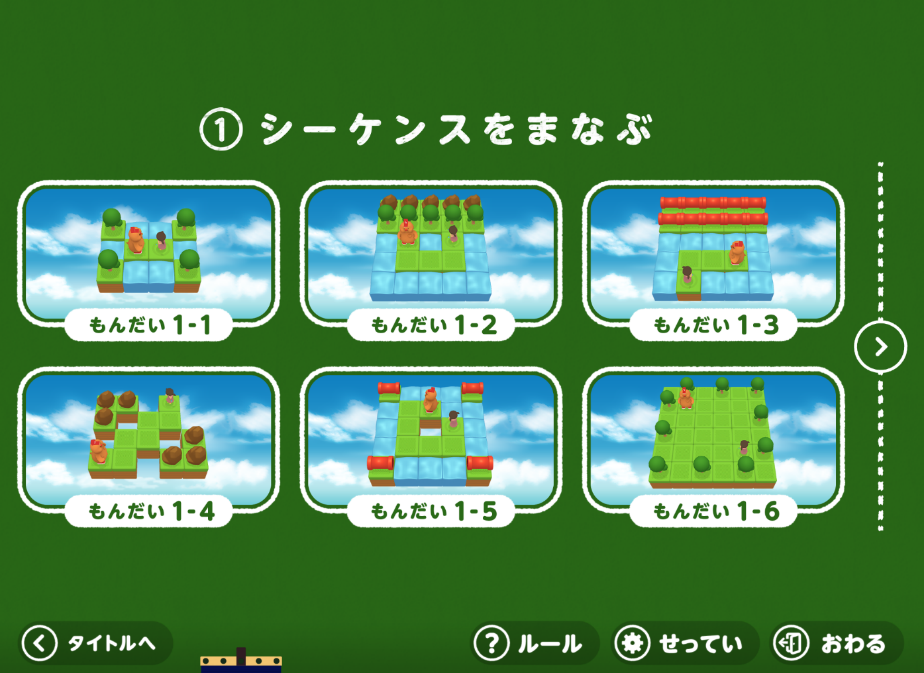 ① シーケンスをまなぶ
もんだい 1-1
もんだい 1-2
もんだい 1-3
もんだい 1-4
もんだい 1-5
もんだい 1-6
タイトルへ
? ルール
せってい
おわる